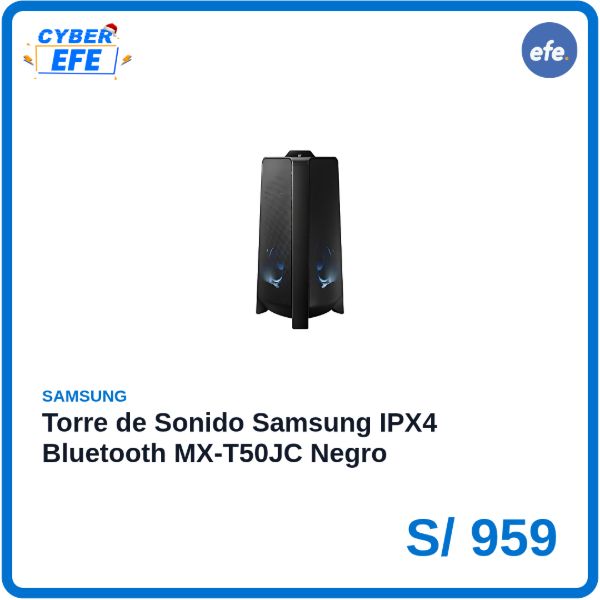 CYBER
EFE
efe.
SAMSUNG
Torre de Sonido Samsung IPX4
Bluetooth MX-T50JC Negro
S/ 959